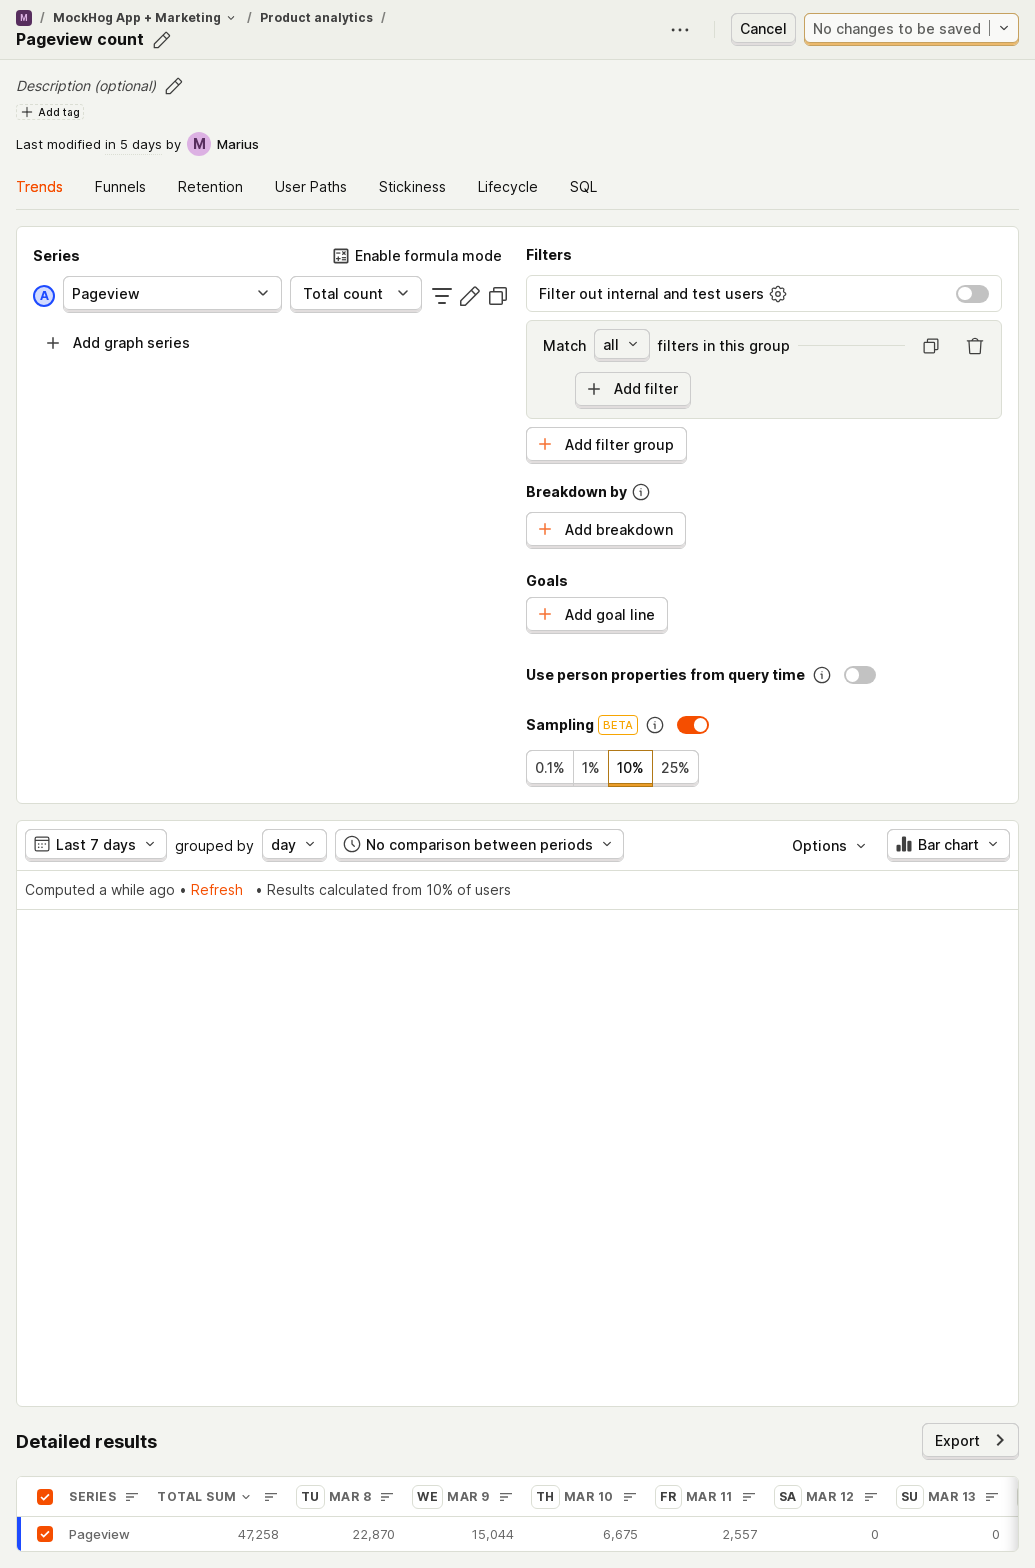 M / MockHog App + Marketing / Product analytics /
Pageview count
Cancel
No changes to be saved
Description (optional)
Add tag
Last modified in 5 days by M Marius
Trends Funnels Retention User Paths Stickiness Lifecycle SQL
Series
Enable formula mode
A Pageview Total count
Add graph series
Filters
Filter out internal and test users
Match all filters in this group
Add filter
Add filter group
Breakdown by
Add breakdown
Goals
Add goal line
Use person properties from query time
Sampling BETA
0.1% 1% 10% 25%
Last 7 days grouped by day No comparison between periods Options Bar chart
Computed a while ago • Refresh • Results calculated from 10% of users
Detailed results
Export
SERIES TOTAL SUM TU MAR 8 WE MAR 9 TH MAR 10 FR MAR 11 SA MAR 12 SU MAR 13
Pageview 47,258 22,870 15,044 6,675 2,557 0 0